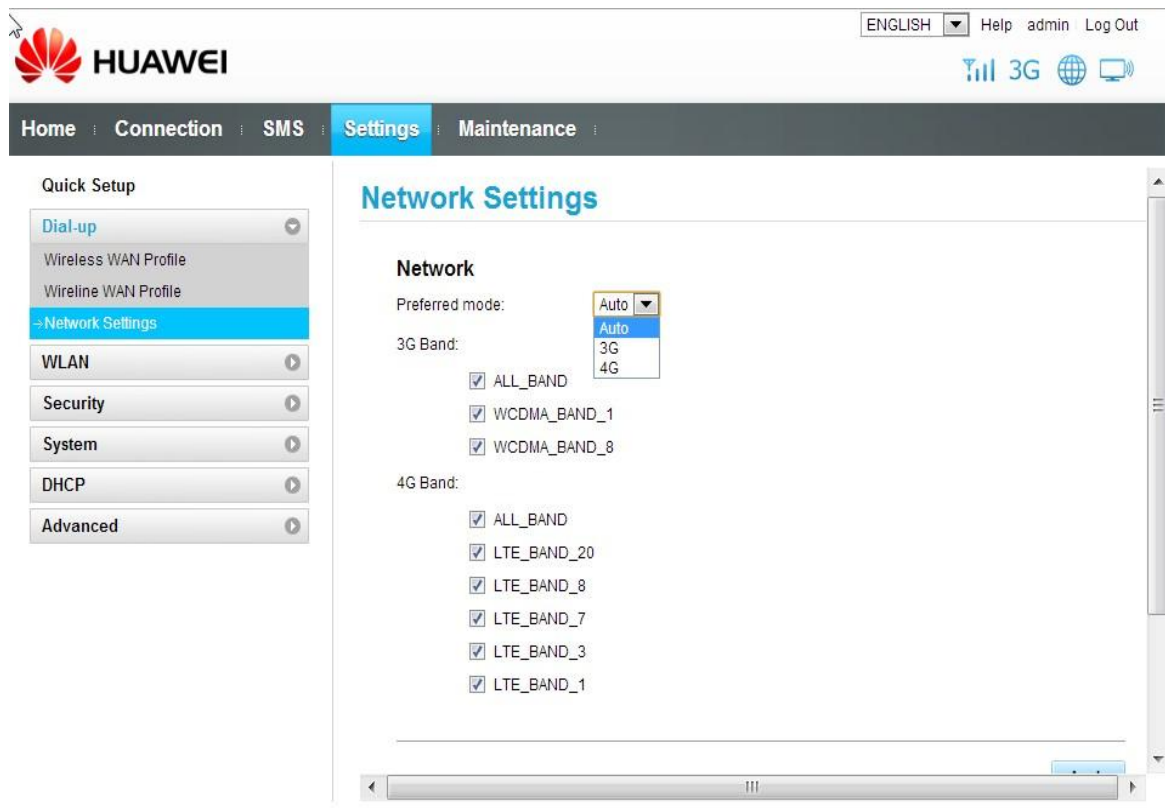 ENGLISH Help admin Log Out
HUAWEI
3G
Home Connection SMS Settings Maintenance
Quick Setup
Dial-up
Wireless WAN Profile
Wireline WAN Profile
→Network Settings
WLAN
Security
System
DHCP
Advanced
Network Settings
Network
Preferred mode: Auto
Auto
3G
4G
3G Band:
ALL_BAND
WCDMA_BAND_1
WCDMA_BAND_8
4G Band:
ALL_BAND
LTE_BAND_20
LTE_BAND_8
LTE_BAND_7
LTE_BAND_3
LTE_BAND_1